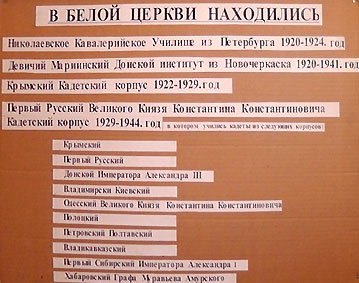 В БЕЛОЙ ЦЕРКВИ НАХОДИЛИСЬ
Николаевское Кавалерийское Училище из Петербурга 1920-1924. год
Девичий Мариинский Донской институт из Новочеркаска 1920-1941. год
Крымский Кадетский корпус 1922-1929. год
Первый Русский Великого Князя Константина Константиновича
Кадетский корпус 1929-1944. год в котором учились кадеты из следующих корпусов:
Крымский
Первый Русский
Донской Императора Александра III
Владимирски Киевский
Одесский Великого Князя Константина Константиновича
Полоцкий
Петровский Полтавский
Владикавказский
Первый Сибирский Императора Александра I
Хабаровский Графа Муравьева Амурского